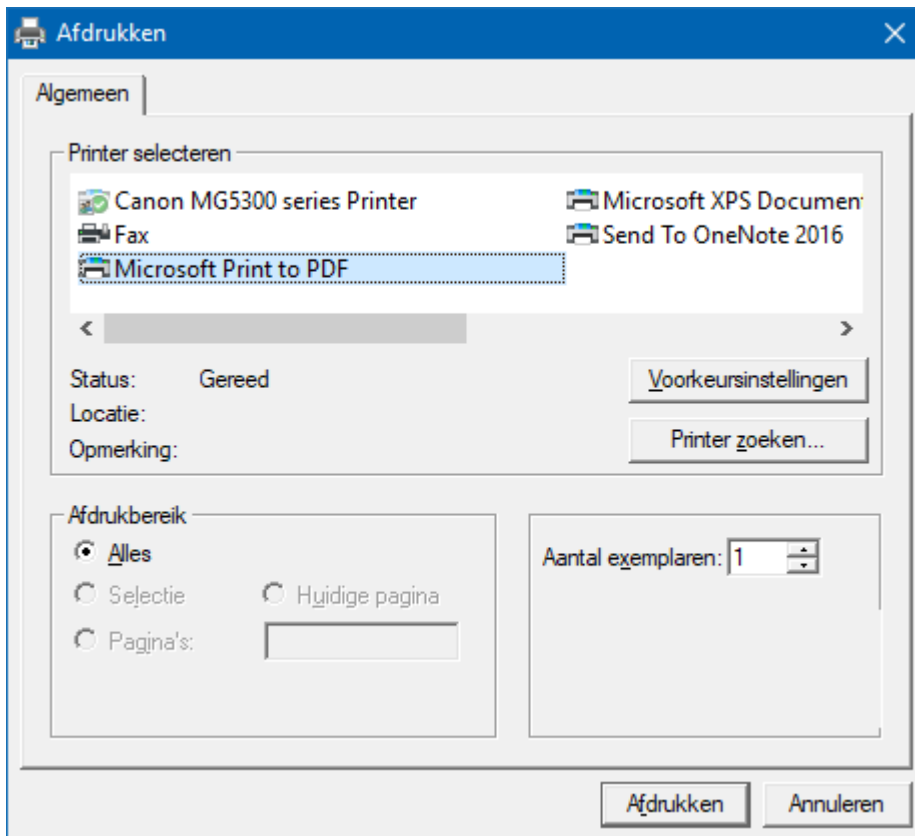 Afdrukken
Algemeen
Printer selecteren
Canon MG5300 series Printer
Fax
Microsoft Print to PDF
Microsoft XPS Documen
Send To OneNote 2016
Status: Gereed
Locatie:
Opmerking:
Voorkeursinstellingen
Printer zoeken...
Afdrukbereik
Alles
Selectie Huidige pagina
Pagina's:
Aantal exemplaren: 1
Afdrukken Annuleren